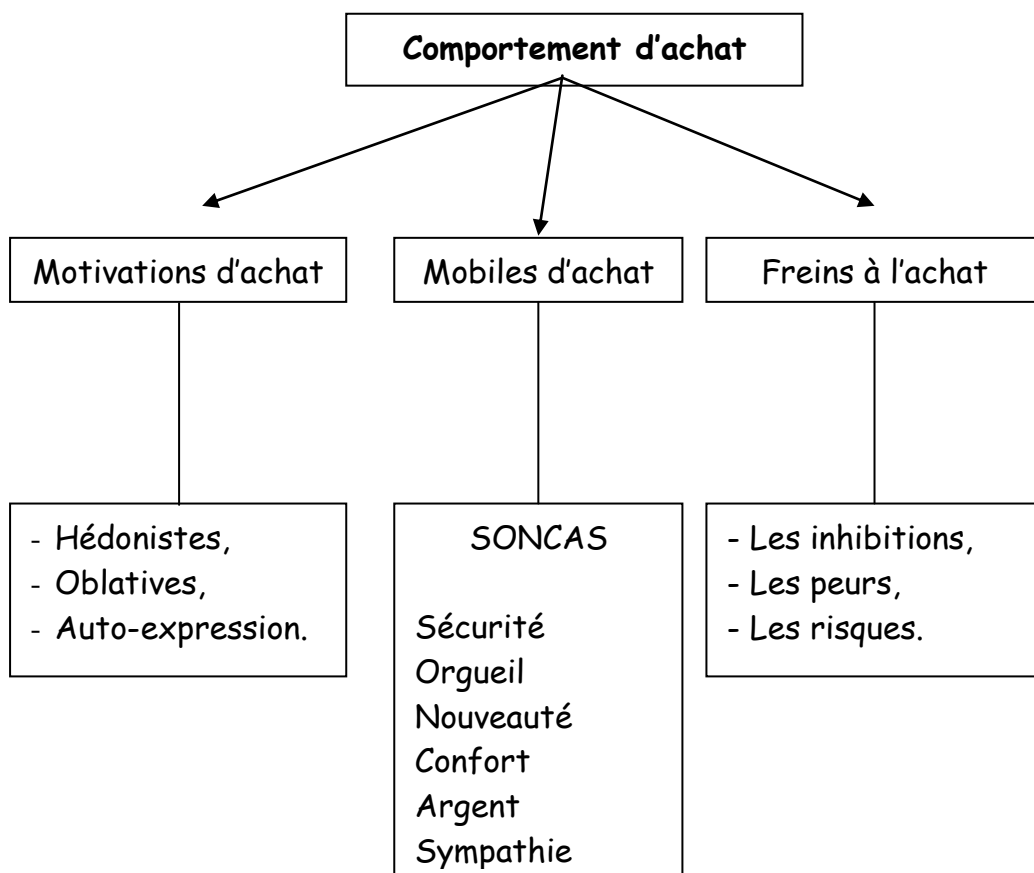 Comportement d'achat
Motivations d'achat
Mobiles d'achat
Freins à l'achat
- Hédonistes,
- Oblatives,
- Auto-expression.
SONCAS
Sécurité
Orgueil
Nouveauté
Confort
Argent
Sympathie
- Les inhibitions,
- Les peurs,
- Les risques.